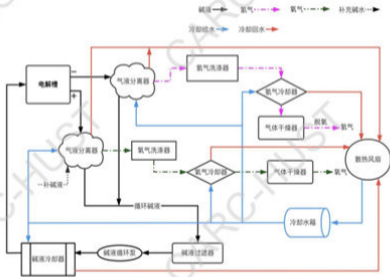 碱液 氢气 氧气 补充碱水
冷却给水 冷却回水
电解槽
气液分离器
氢气洗涤器
氢气冷却器
气体干燥器
脱氧
氢气
气液分离器
氧气洗涤器
氧气冷却器
气体干燥器
氧气
散热风扇
补碱液
循环碱液
冷却水箱
碱液冷却器
碱液循环泵
碱液过滤器
CARC-HUST